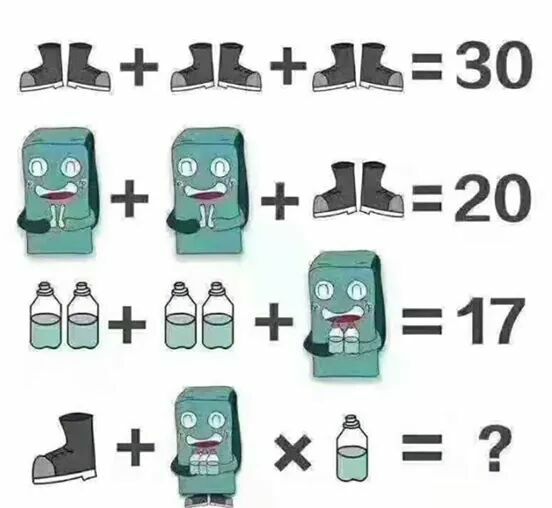 + + = 30
+ + = 20
+ + = 17
+ × = ?